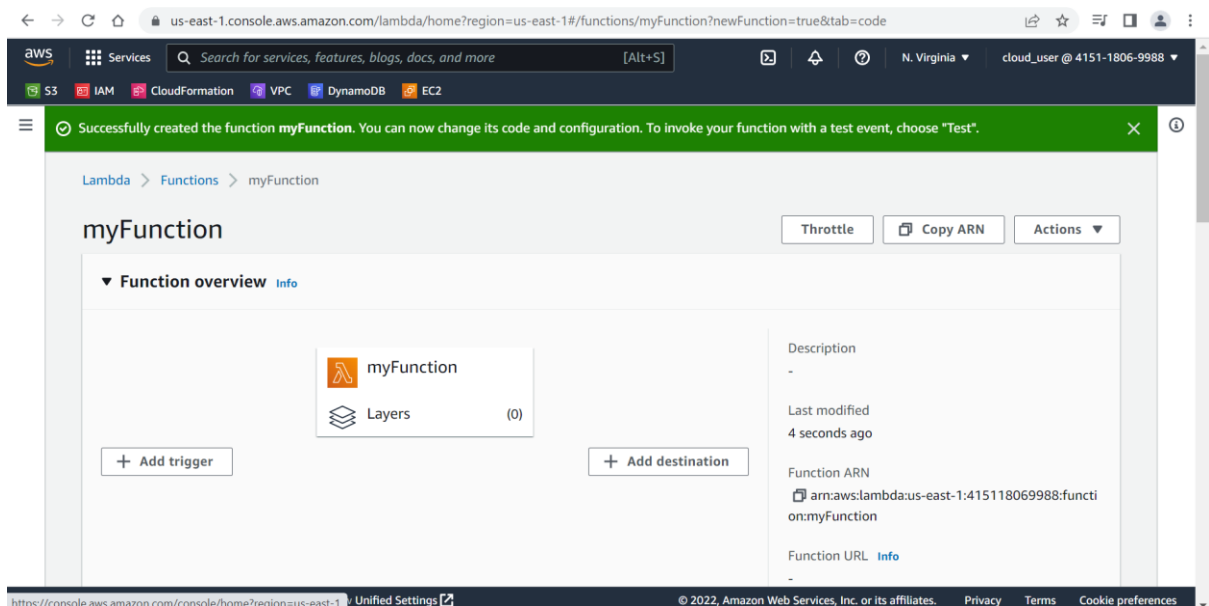 us-east-1.console.aws.amazon.com/lambda/home?region=us-east-1#/functions/myFunction?newFunction=true&tab=code
aws Services Search for services, features, blogs, docs, and more [Alt+S] N. Virginia ▼ cloud_user @ 4151-1806-9988 ▼
S3 IAM CloudFormation VPC DynamoDB EC2
Successfully created the function myFunction. You can now change its code and configuration. To invoke your function with a test event, choose "Test".
Lambda > Functions > myFunction
myFunction
Throttle Copy ARN Actions ▼
▼ Function overview Info
myFunction
Layers (0)
+ Add trigger
+ Add destination
Description
-
Last modified
4 seconds ago
Function ARN
arn:aws:lambda:us-east-1:415118069988:functi
on:myFunction
Function URL Info
-
https://console.aws.amazon.com/console/home?region=us-east-1 Unified Settings © 2022, Amazon Web Services, Inc. or its affiliates. Privacy Terms Cookie preferences